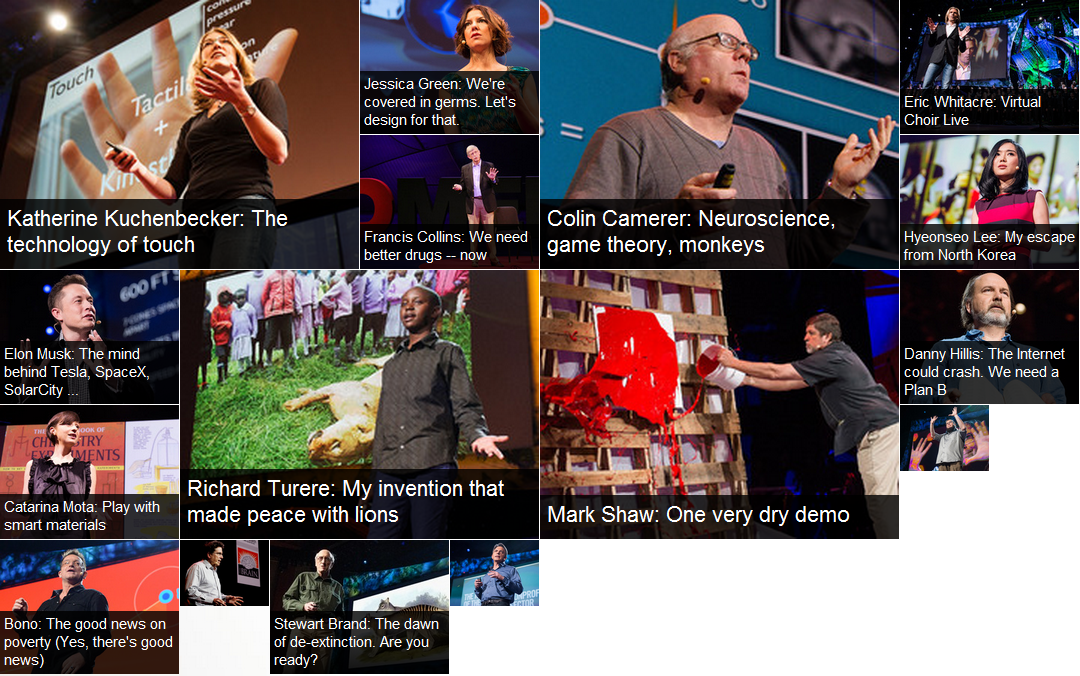 Touch
Tactile
+
Kinesth
pressure
Katherine Kuchenbecker: The
technology of touch
Jessica Green: We're
covered in germs. Let's
design for that.
Francis Collins: We need
better drugs -- now
=
Colin Camerer: Neuroscience,
game theory, monkeys
Eric Whitacre: Virtual
Choir Live
Hyeonseo Lee: My escape
from North Korea
600 FT
Elon Musk: The mind
behind Tesla, SpaceX,
SolarCity ...
Richard Turere: My invention that
made peace with lions
Mark Shaw: One very dry demo
Danny Hillis: The Internet
could crash. We need a
Plan B
BOOK OF
CHEMISTRY
EXPERIMENTS
Catarina Mota: Play with
smart materials
Bono: The good news on
poverty (Yes, there's good
news)
BRAIN
Stewart Brand: The dawn
of de-extinction. Are you
ready?